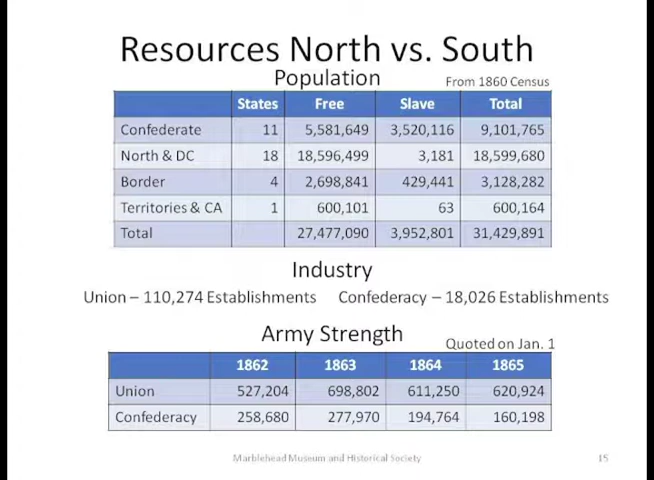 Resources North vs. South
Population
From 1860 Census
States Free Slave Total
Confederate 11 5,581,649 3,520,116 9,101,765
North & DC 18 18,596,499 3,181 18,599,680
Border 4 2,698,841 429,441 3,128,282
Territories & CA 1 600,101 63 600,164
Total 27,477,090 3,952,801 31,429,891
Industry
Union – 110,274 Establishments Confederacy – 18,026 Establishments
Army Strength
Quoted on Jan. 1
1862 1863 1864 1865
Union 527,204 698,802 611,250 620,924
Confederacy 258,680 277,970 194,764 160,198
Marblehead Museum and Historical Society 15